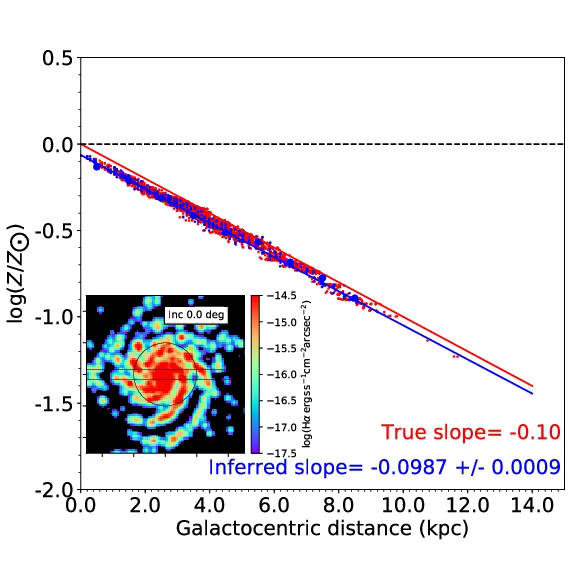 0.5
0.0
-0.5
-1.0
-1.5
-2.0
log(Z/Z⨀)
Inc 0.0 deg
−14.5
−15.0
−15.5
−16.0
−16.5
−17.0
−17.5
log(Hα ergs s⁻¹cm⁻²arcsec⁻²)
True slope= -0.10
Inferred slope= -0.0987 +/- 0.0009
0.0 2.0 4.0 6.0 8.0 10.0 12.0 14.0
Galactocentric distance (kpc)